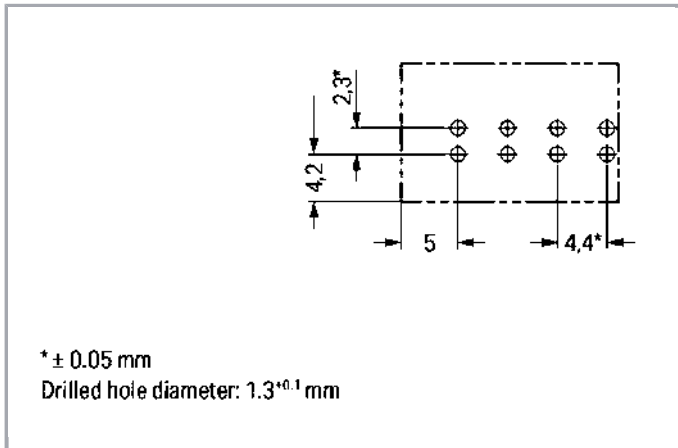 2,3*
4,2
5
4,4*
* ± 0.05 mm
Drilled hole diameter: 1.3⁺⁰·¹ mm